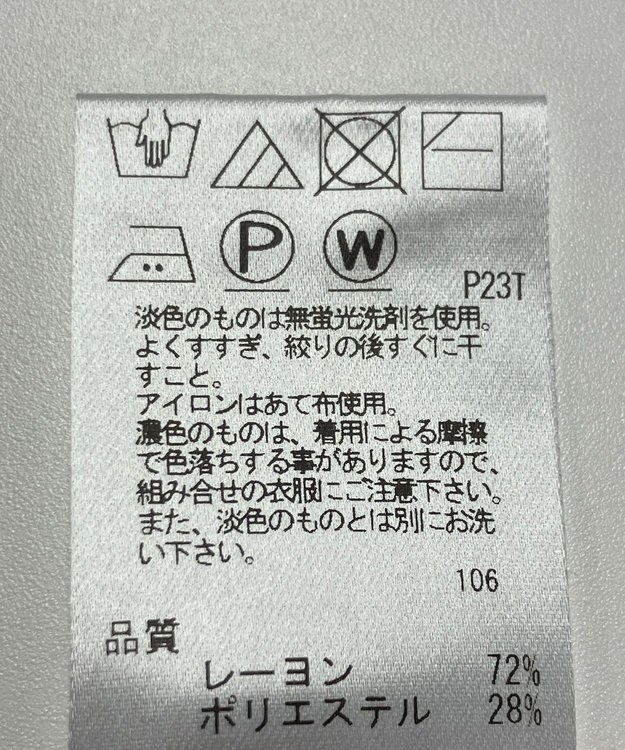 P
W
P23T
淡色のものは無蛍光洗剤を使用。
よくすすぎ、絞りの後すぐに干
すこと。
アイロンはあて布使用。
濃色のものは、着用による摩擦
で色落ちする事がありますので、
組み合せの衣服にご注意下さい。
また、淡色のものとは別にお洗
い下さい。
106
品質
レーヨン 72%
ポリエステル 28%